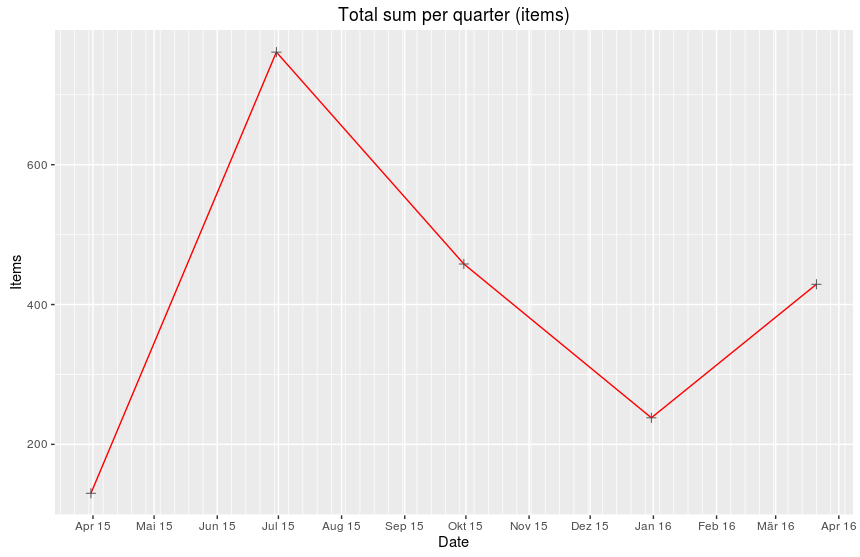 Total sum per quarter (items)
600
400
200
Items
Apr 15 Mai 15 Jun 15 Jul 15 Aug 15 Sep 15 Okt 15 Nov 15 Dez 15 Jan 16 Feb 16 Mär 16 Apr 16
Date